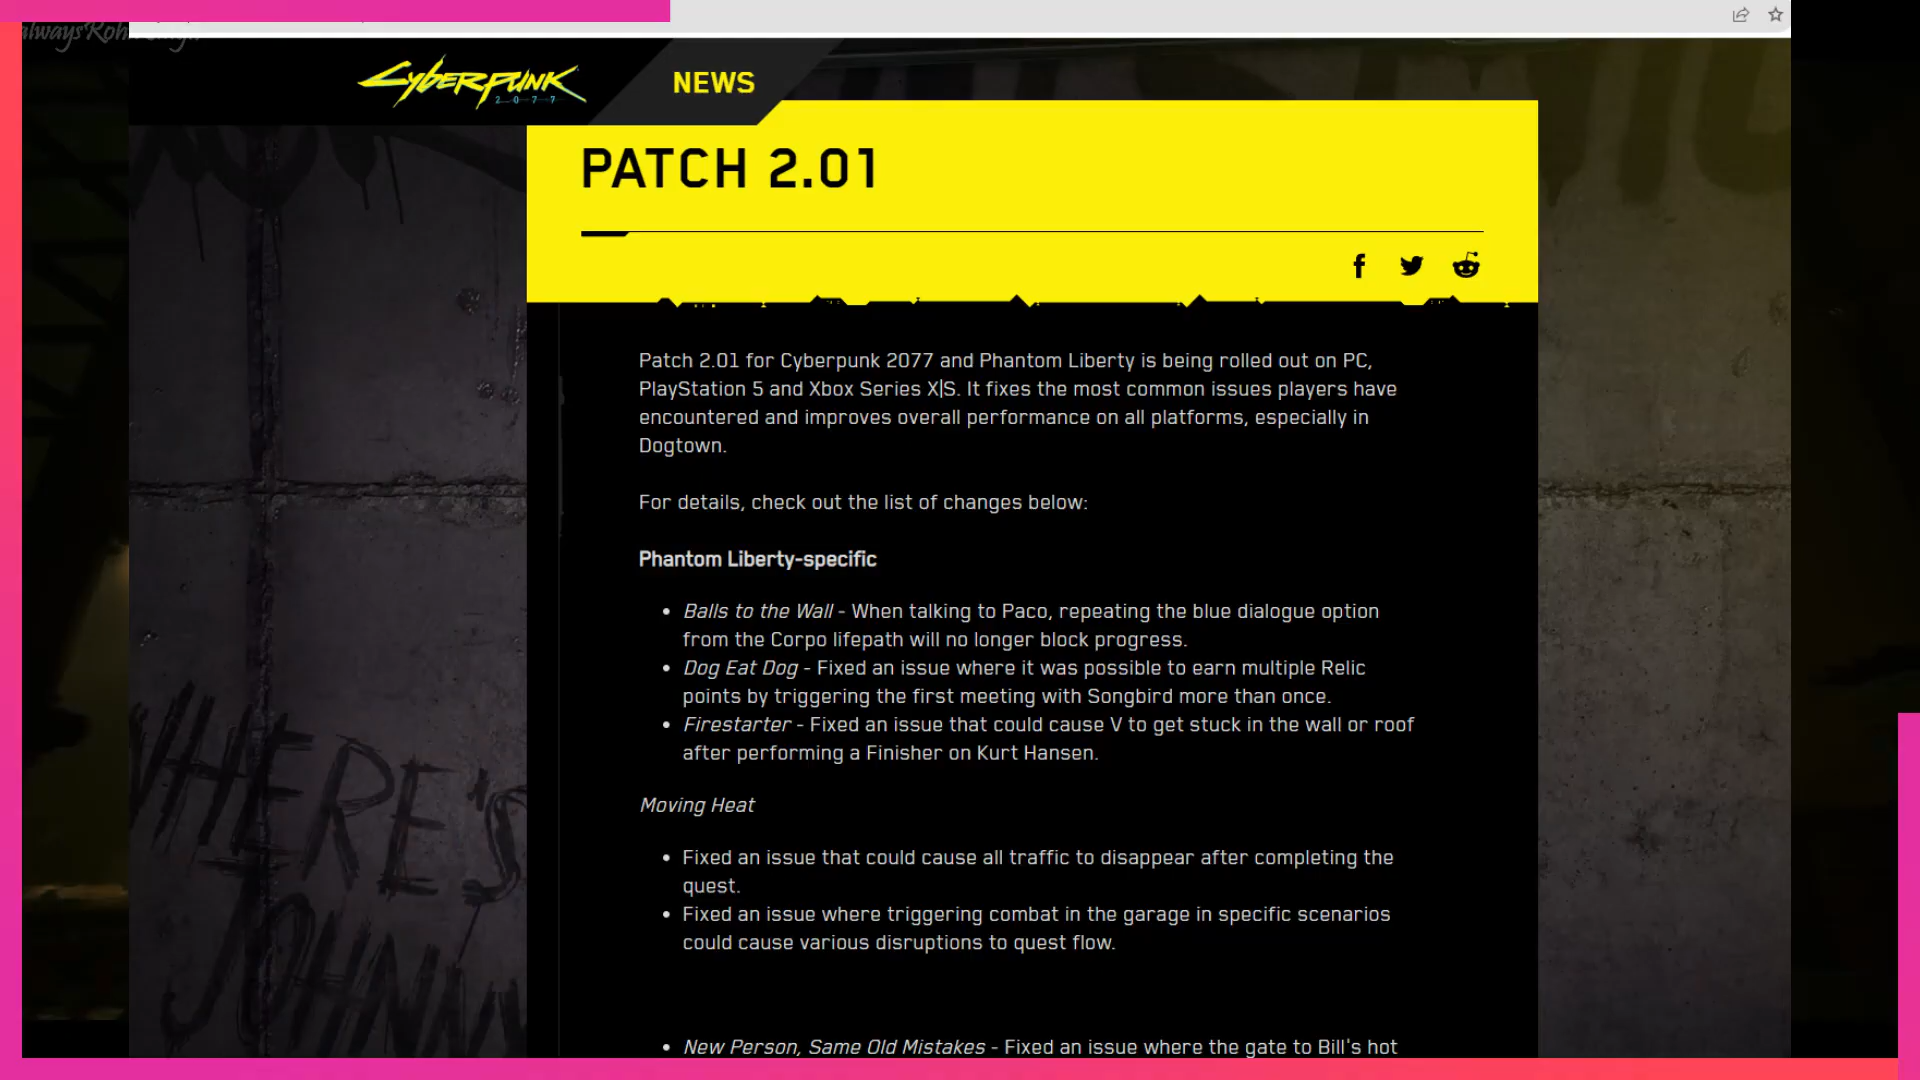 CYBERPUNK
2077
NEWS
PATCH 2.01
Patch 2.01 for Cyberpunk 2077 and Phantom Liberty is being rolled out on PC,
PlayStation 5 and Xbox Series X|S. It fixes the most common issues players have
encountered and improves overall performance on all platforms, especially in
Dogtown.
For details, check out the list of changes below:
Phantom Liberty-specific
• Balls to the Wall - When talking to Paco, repeating the blue dialogue option
from the Corpo lifepath will no longer block progress.
• Dog Eat Dog - Fixed an issue where it was possible to earn multiple Relic
points by triggering the first meeting with Songbird more than once.
• Firestarter - Fixed an issue that could cause V to get stuck in the wall or roof
after performing a Finisher on Kurt Hansen.
Moving Heat
• Fixed an issue that could cause all traffic to disappear after completing the
quest.
• Fixed an issue where triggering combat in the garage in specific scenarios
could cause various disruptions to quest flow.
• New Person, Same Old Mistakes - Fixed an issue where the gate to Bill's hot
WHERE'S
JOHNNY